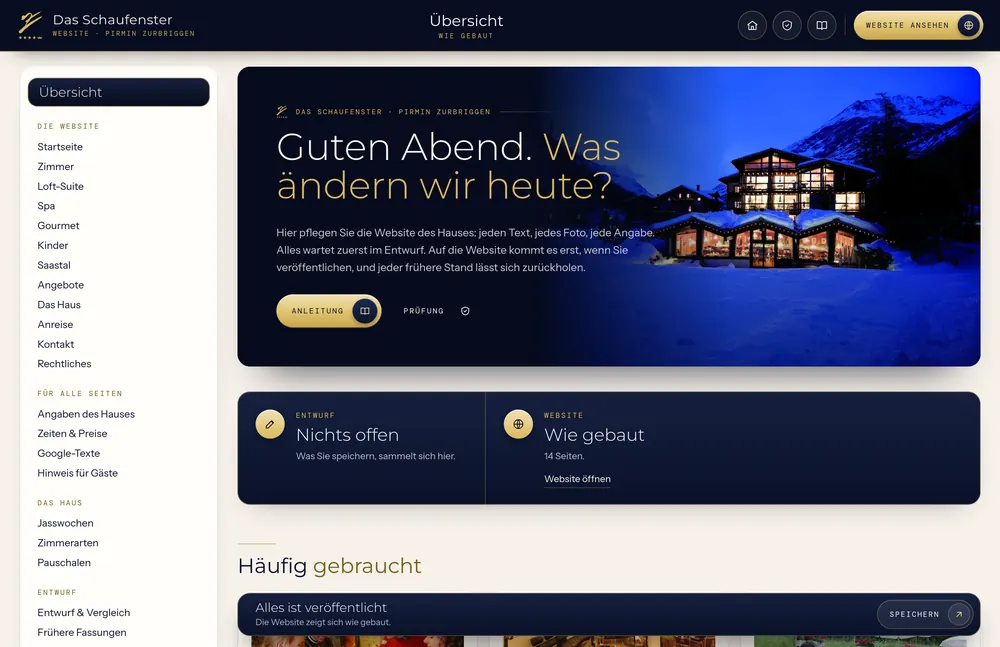 Das Schaufenster
WEBSITE · PIRMIN ZURBRIGGEN
Übersicht
WIE GEBAUT
WEBSITE ANSEHEN
Übersicht
DIE WEBSITE
Startseite
Zimmer
Loft-Suite
Spa
Gourmet
Kinder
Saastal
Angebote
Das Haus
Anreise
Kontakt
Rechtliches
FÜR ALLE SEITEN
Angaben des Hauses
Zeiten & Preise
Google-Texte
Hinweis für Gäste
DAS HAUS
Jasswochen
Zimmerarten
Pauschalen
ENTWURF
Entwurf & Vergleich
Frühere Fassungen
DAS SCHAUFENSTER · PIRMIN ZURBRIGGEN
Guten Abend. Was
ändern wir heute?
Hier pflegen Sie die Website des Hauses: jeden Text, jedes Foto, jede Angabe.
Alles wartet zuerst im Entwurf. Auf die Website kommt es erst, wenn Sie
veröffentlichen, und jeder frühere Stand lässt sich zurückholen.
ANLEITUNG
PRÜFUNG
ENTWURF
Nichts offen
Was Sie speichern, sammelt sich hier.
WEBSITE
Wie gebaut
14 Seiten.
Website öffnen
Häufig gebraucht
Alles ist veröffentlicht
Die Website zeigt sich wie gebaut.
SPEICHERN